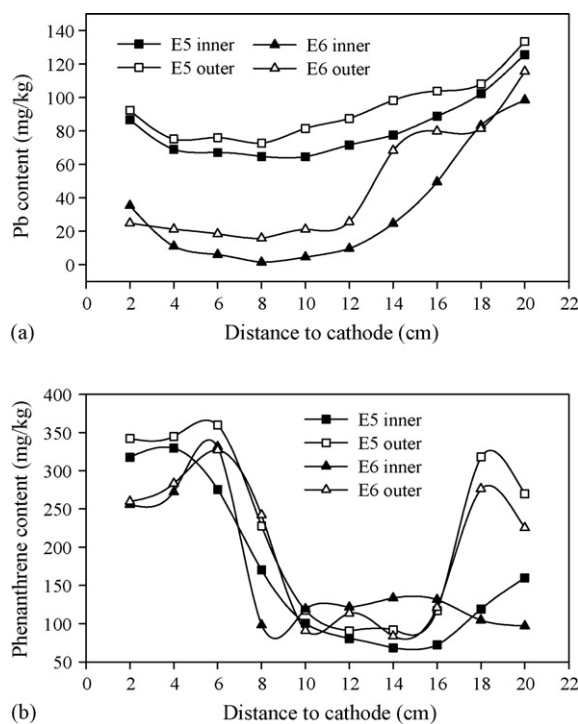 140
120
100
80
60
40
20
0
Pb content (mg/kg)
E5 inner
E5 outer
E6 inner
E6 outer
0 2 4 6 8 10 12 14 16 18 20 22
(a)
Distance to cathode (cm)
400
350
300
250
200
150
100
50
Phenanthrene content (mg/kg)
E5 inner
E5 outer
E6 inner
E6 outer
0 2 4 6 8 10 12 14 16 18 20 22
(b)
Distance to cathode (cm)